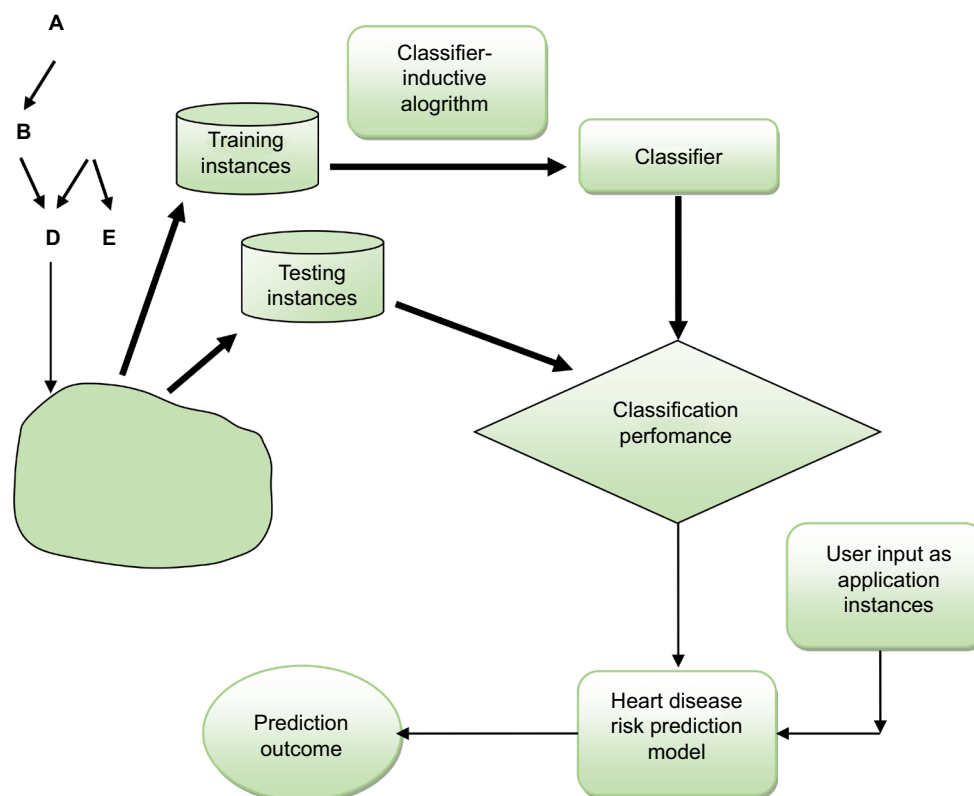 A
B
D E
Training
instances
Classifier-
inductive
alogrithm
Classifier
Testing
instances
Classification
perfomance
User input as
application
instances
Heart disease
risk prediction
model
Prediction
outcome